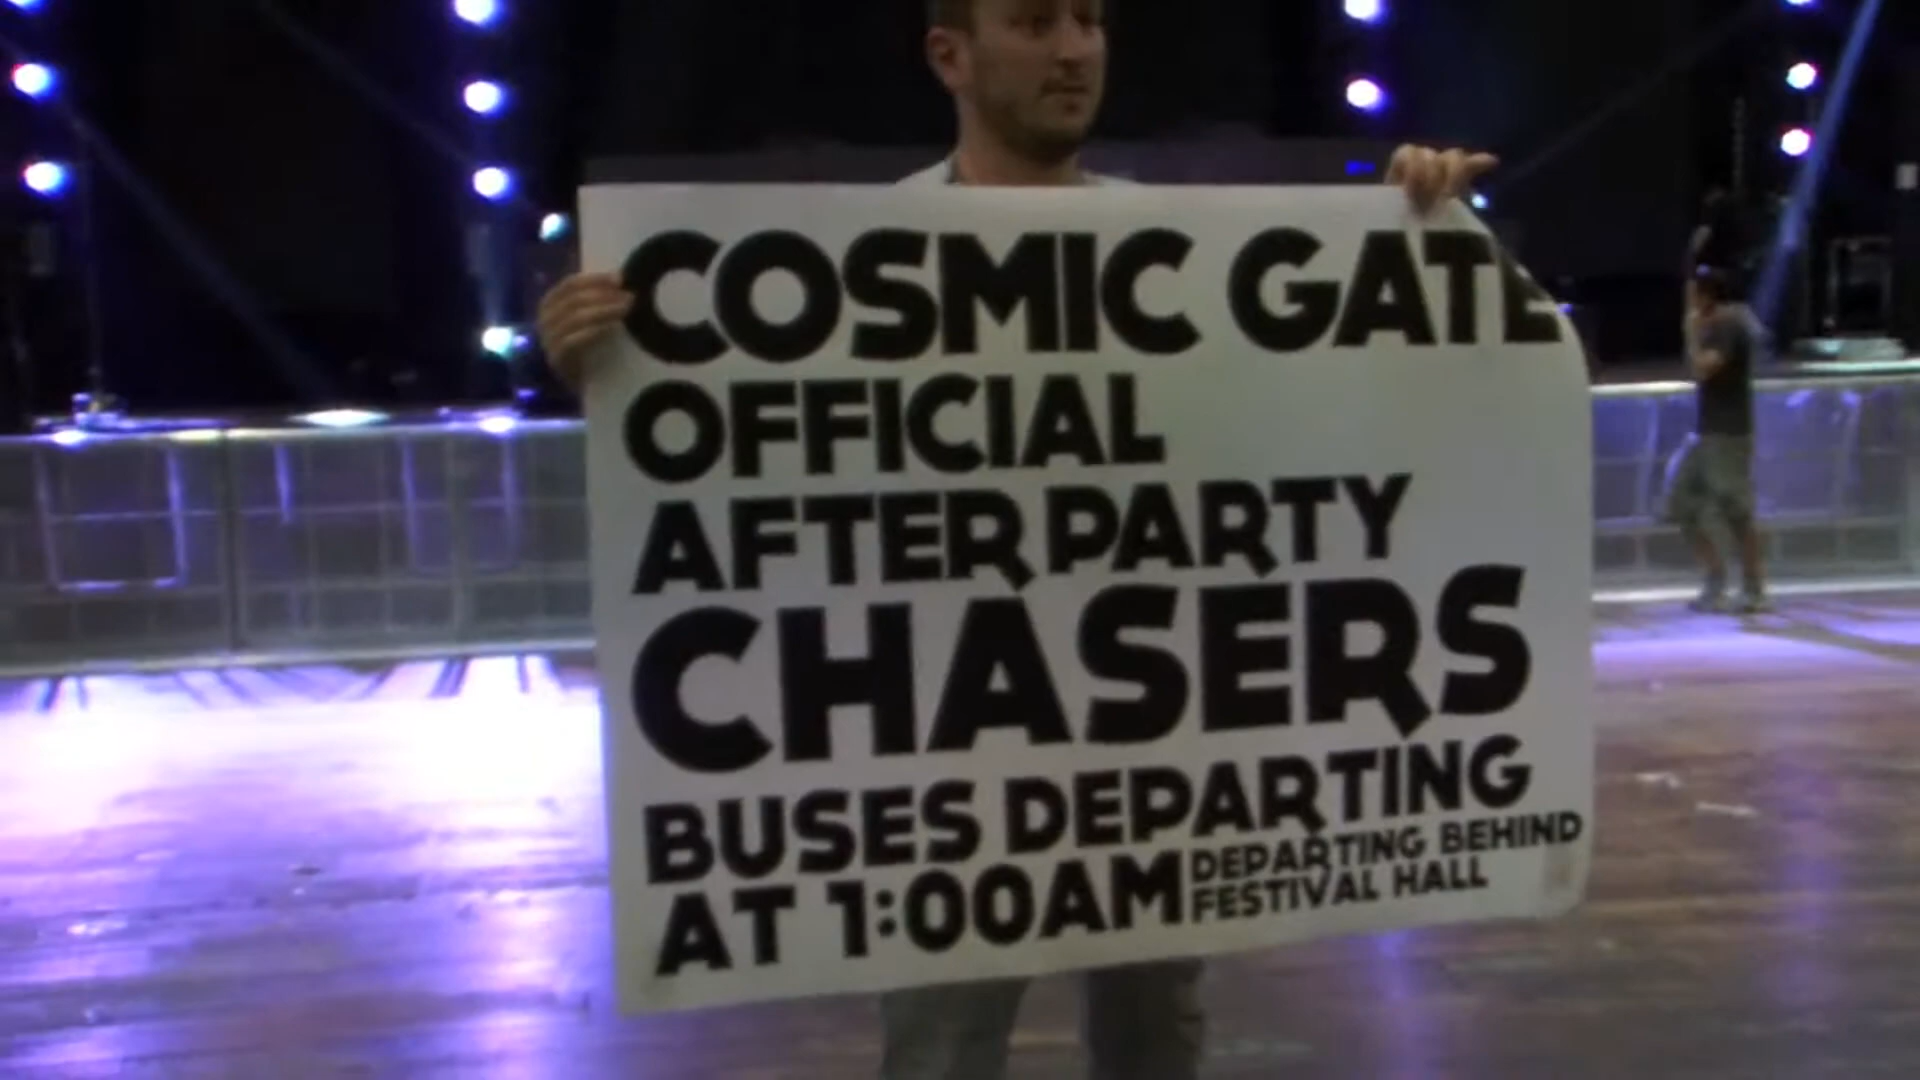 COSMIC GATE
OFFICIAL
AFTER PARTY
CHASERS
BUSES DEPARTING
AT 1:00AM DEPARTING BEHIND
FESTIVAL HALL